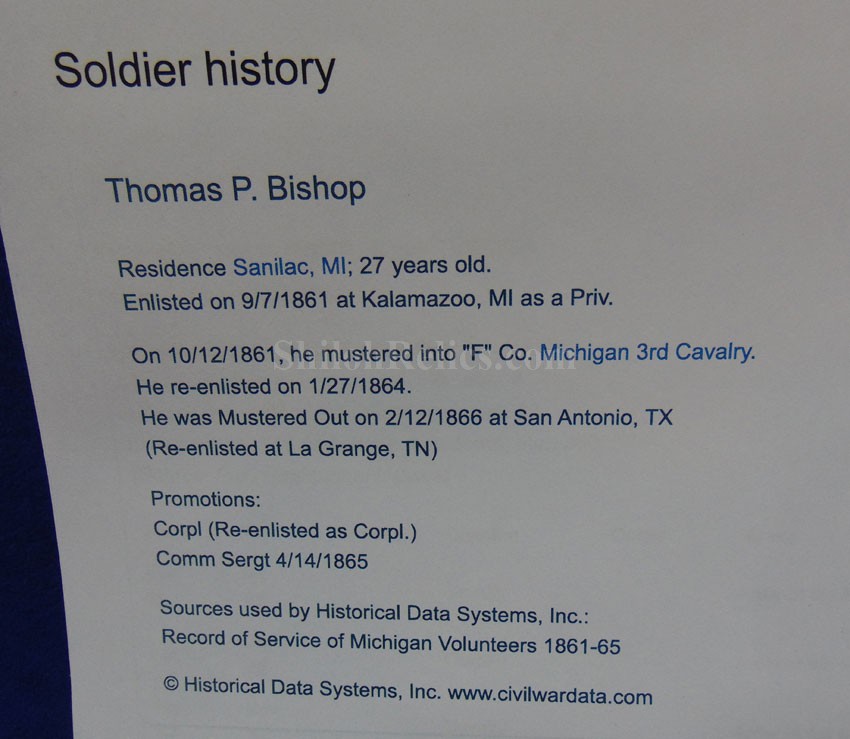 Soldier history
Thomas P. Bishop
Residence Sanilac, MI; 27 years old.
Enlisted on 9/7/1861 at Kalamazoo, MI as a Priv.
On 10/12/1861, he mustered into "F" Co. Michigan 3rd Cavalry.
ShilohRelics.com
He re-enlisted on 1/27/1864.
He was Mustered Out on 2/12/1866 at San Antonio, TX
(Re-enlisted at La Grange, TN)
Promotions:
Corpl (Re-enlisted as Corpl.)
Comm Sergt 4/14/1865
Sources used by Historical Data Systems, Inc.:
Record of Service of Michigan Volunteers 1861-65
© Historical Data Systems, Inc. www.civilwardata.com